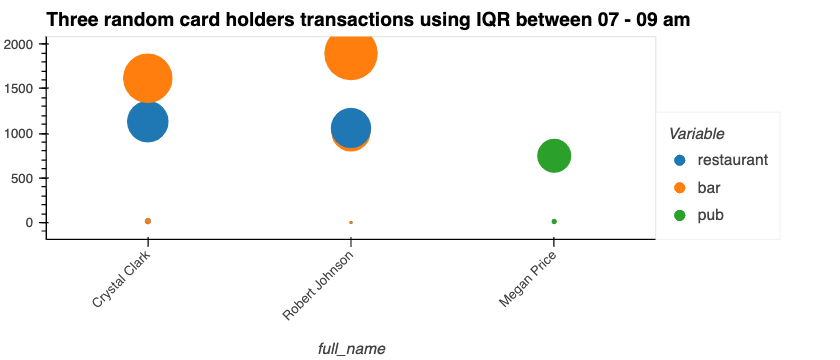 Three random card holders transactions using IQR between 07 - 09 am
2000
1500
1000
500
0
Crystal Clark
Robert Johnson
Megan Price
full_name
Variable
restaurant
bar
pub